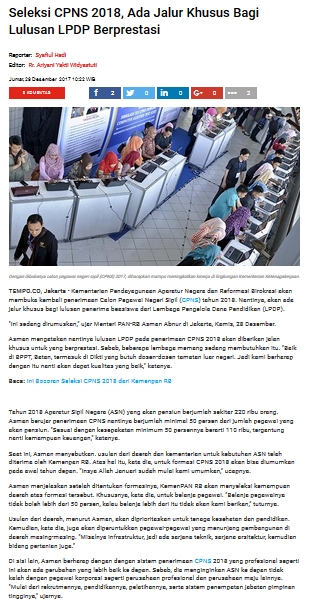 Seleksi CPNS 2018, Ada Jalur Khusus Bagi
Lulusan LPDP Berprestasi
Reporter: Syafiul Hadi
Editor: Rr. Ariyani Yakti Widyastuti
Jumat, 29 Desember 2017 10:22 WIB
0 KOMENTAR
2
0
0
0
2
Dengan dibukanya calon pegawai negeri sipil (CPNS) 2017, diharapkan mampu meningkatkan kinerja di lingkungan Kementerian Ketenagakerjaan
TEMPO.CO, Jakarta - Kementerian Pendayagunaan Aparatur Negara dan Reformasi Birokrasi akan
membuka kembali penerimaan Calon Pegawai Negeri Sipil (CPNS) tahun 2018. Nantinya, akan ada
jalur khusus bagi lulusan penerima beasiswa dari Lembaga Pengelola Dana Pendidikan (LPDP).
"Ini sedang dirumuskan," ujar Menteri PAN-RB Asman Abnur di Jakarta, Kamis, 28 Desember.
Asman mengatakan nantinya lulusan LPDP pada penerimaan CPNS 2018 akan diberikan jalan
khusus untuk yang berprestasi. Sebab, beberapa lembaga memang sedang membutuhkan itu. "Baik
di BPPT, Batan, termasuk di Dikti yang butuh dosen-dosen tamatan luar negeri. Jadi kami berharap
dengan itu nanti akan dapat kualitas yang baik," katanya.
Baca: Ini Bocoran Seleksi CPNS 2018 dari Kemenpan RB
Tahun 2018 Aparatur Sipil Negara (ASN) yang akan pensiun berjumlah sekitar 220 ribu orang.
Asman berujar penerimaan CPNS nantinya berjumlah minimal 50 persen dari jumlah pegawai yang
akan pensiun. "Sesuai dengan kesepakatan minimum 50 persennya berarti 110 ribu, tergantung
nanti kemampuan keuangan," katanya.
Saat ini, Asman menyebutkan, usulan dari daerah dan kementerian untuk kebutuhan ASN telah
diterima oleh Kemenpan RB. Atas hal itu, kata dia, untuk formasi CPNS 2018 akan bisa diumumkan
pada awal tahun depan. "Insya Allah Januari sudah mulai kami umumkan," ucapnya.
Asman menjelaskan setelah ditentukan formasinya, KemenPAN RB akan menyeleksi kemampuan
daerah atas formasi tersebut. Khususnya, kata dia, untuk belanja pegawai. "Belanja pegawainya
tidak boleh lebih dari 50 persen, kalau belanja lebih dari itu tidak akan kami berikan," tuturnya.
Usulan dari daerah, menurut Asman, akan diprioritaskan untuk tenaga kesehatan dan pendidikan.
Kemudian, kata dia, juga akan diperuntukkan pegawai-pegawai yang menunjang pembangunan di
daerah masing-masing. "Misalnya infrastruktur, jadi ada sarjana teknik, sarjana arsitektur, kemudian
bidang pertanian juga."
Di sisi lain, Asman berharap dengan dengan sistem penerimaan CPNS 2018 yang profesional seperti
ini akan ada perubahan yang lebih baik ke depan. Sebab, dia menginginkan ASN ke depan tidak
kalah dengan pegawai korporasi seperti perusahaan profesional dan perusahaan maju lainnya.
"Mulai dari rekrutmennya, pendidikannya, pelatihannya, serta sistem penempatan jabatan pimpinan
tingginya," ujarnya.